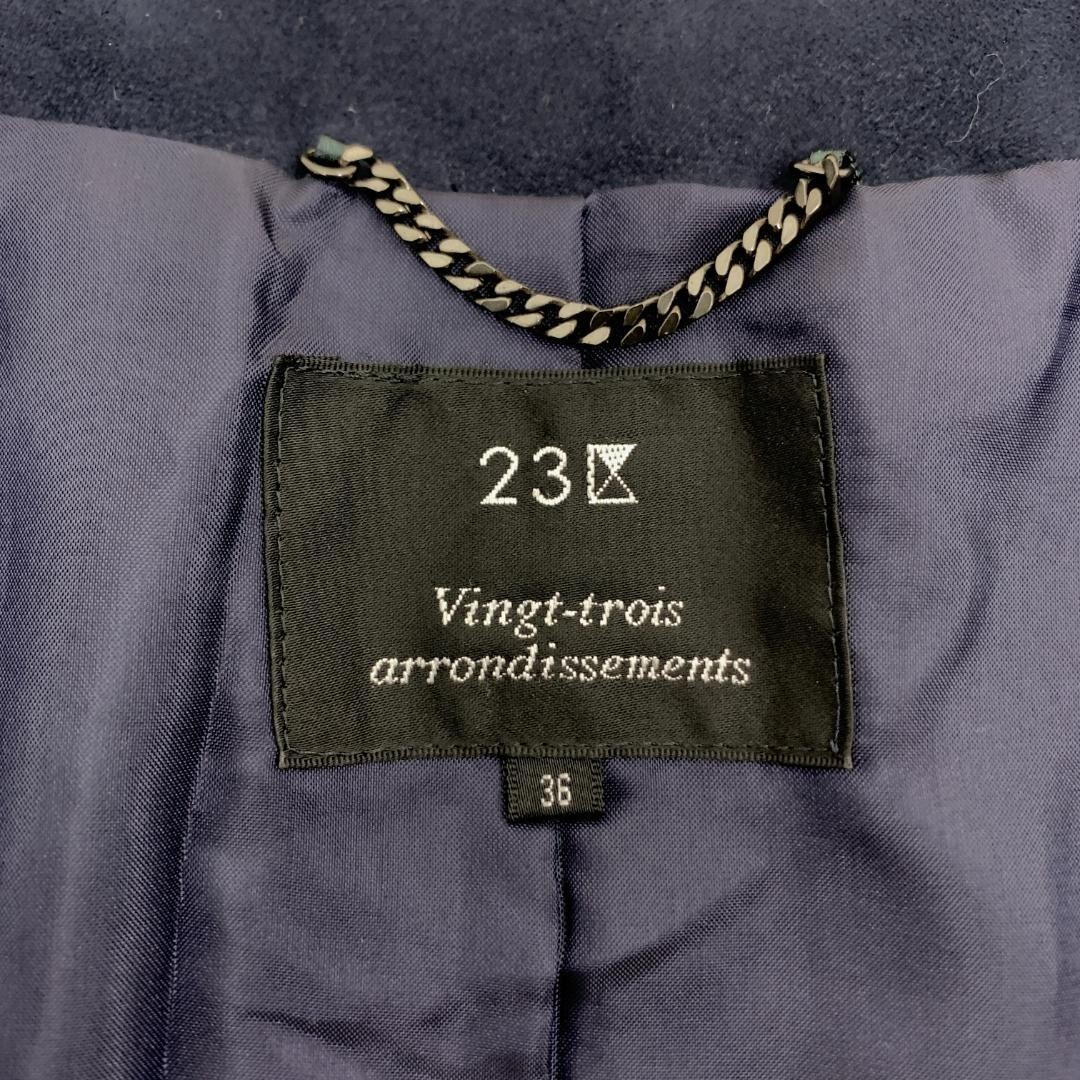 23区
Vingt-trois
arrondissements
36